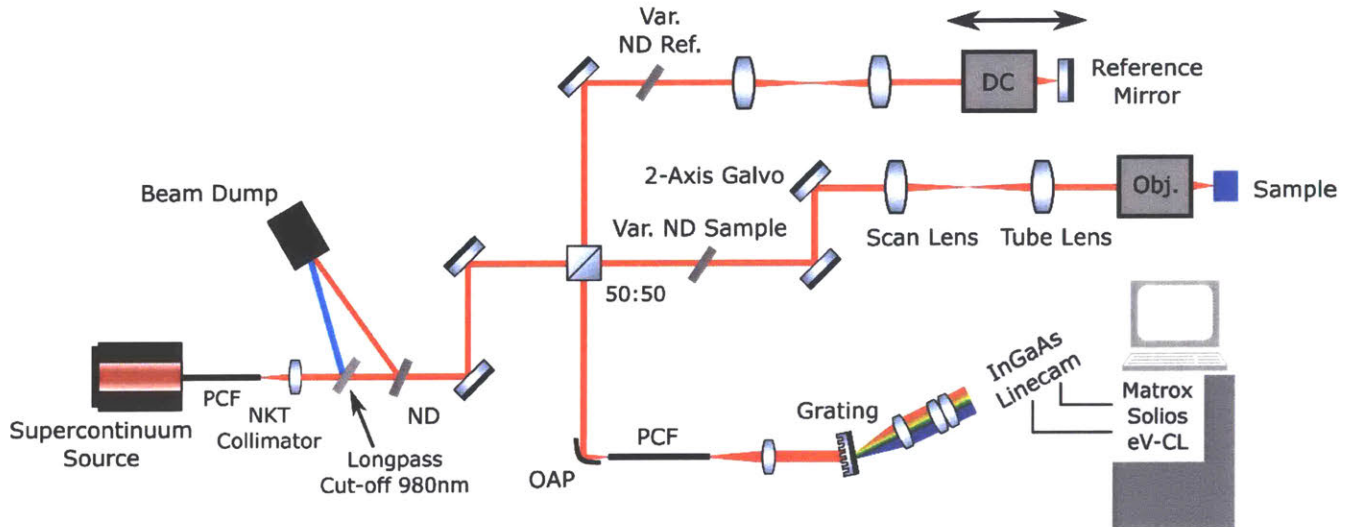 Var.
ND Ref.
DC
Reference
Mirror
2-Axis Galvo
Obj.
Sample
Beam Dump
Var. ND Sample
Scan Lens
Tube Lens
50:50
PCF
NKT
Collimator
ND
Supercontinuum
Source
Longpass
Cut-off 980nm
OAP
PCF
Grating
InGaAs
Linecam
Matrox
Solios
eV-CL